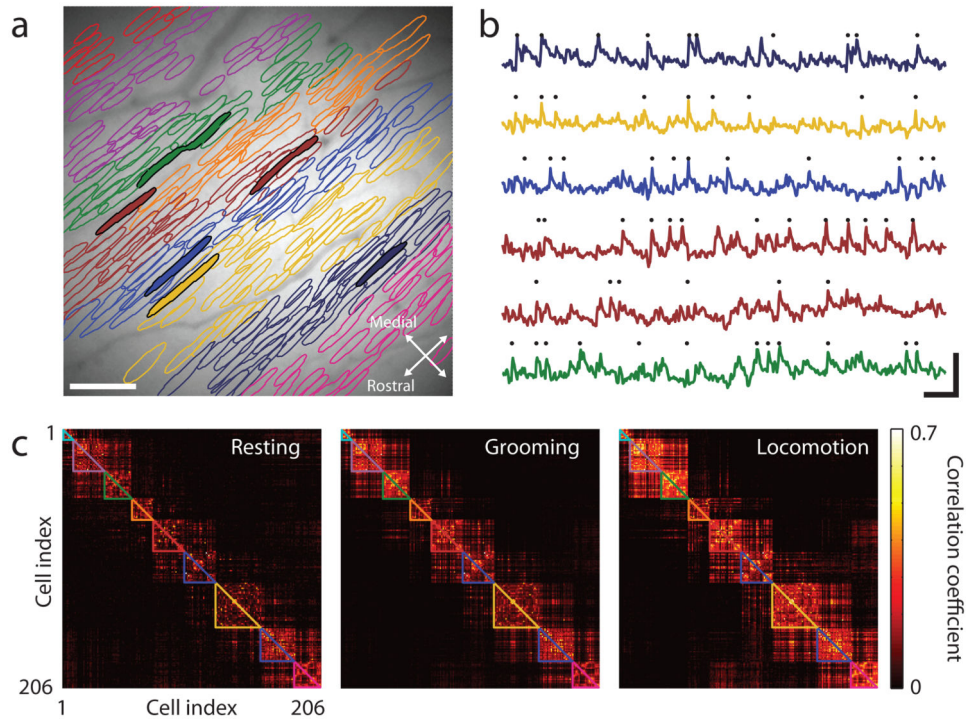 a
b
Medial
Rostral
c
1
Resting
Grooming
Locomotion
0.7
Cell index
Correlation coefficient
206
0
1
Cell index
206